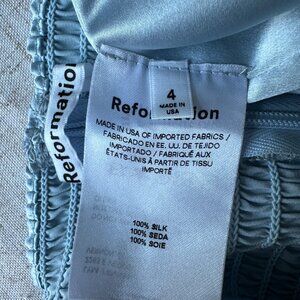 4
MADE IN
USA
Reformation
Reformation
MADE IN USA OF IMPORTED FABRICS /
FABRICADO EN EE. UU. DE TEJIDO
IMPORTADO / FABRIQUÉ AUX
ÉTATS-UNIS À PARTIR DE TISSU
IMPORTÉ
100% SILK
100% SEDA
100% SOIE